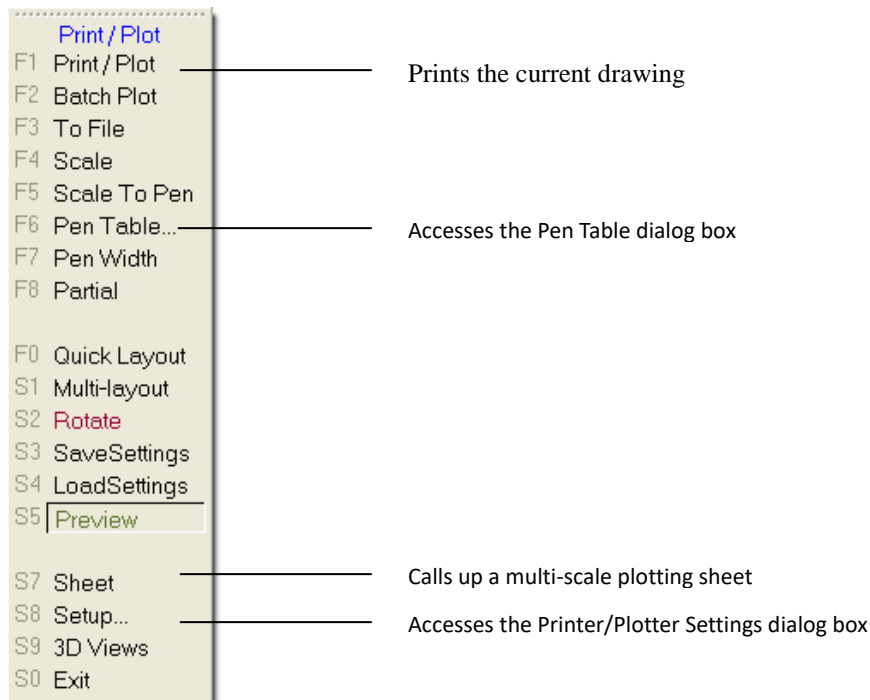 Print / Plot
F1 Print / Plot Prints the current drawing
F2 Batch Plot
F3 To File
F4 Scale
F5 Scale To Pen
F6 Pen Table... Accesses the Pen Table dialog box
F7 Pen Width
F8 Partial
F0 Quick Layout
S1 Multi-layout
S2 Rotate
S3 SaveSettings
S4 LoadSettings
S5 Preview
S7 Sheet Calls up a multi-scale plotting sheet
S8 Setup... Accesses the Printer/Plotter Settings dialog box
S9 3D Views
S0 Exit